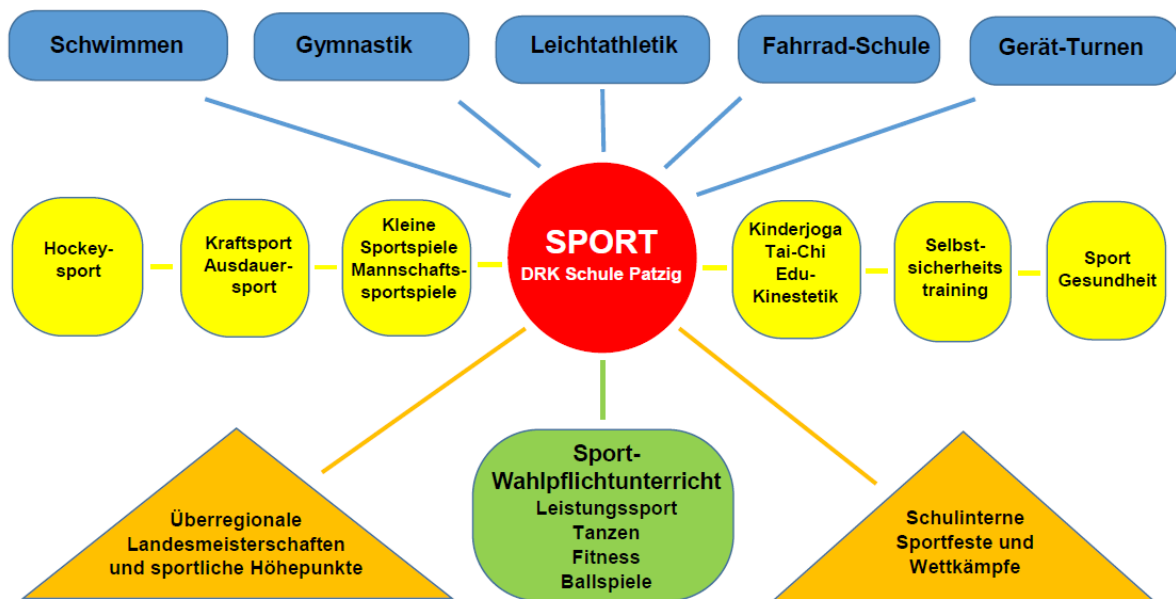 Schwimmen
Gymnastik
Leichtathletik
Fahrrad-Schule
Gerät-Turnen
Hockey-
sport
Kraftsport
Ausdauer-
sport
Kleine
Sportspiele
Mannschafts-
sportspiele
SPORT
DRK Schule Patzig
Kinderjoga
Tai-Chi
Edu-
Kinestetik
Selbst-
sicherheits
training
Sport
Gesundheit
Überregionale
Landesmeisterschaften
und sportliche Höhepunkte
Sport-
Wahlpflichtunterricht
Leistungssport
Tanzen
Fitness
Ballspiele
Schulinterne
Sportfeste und
Wettkämpfe